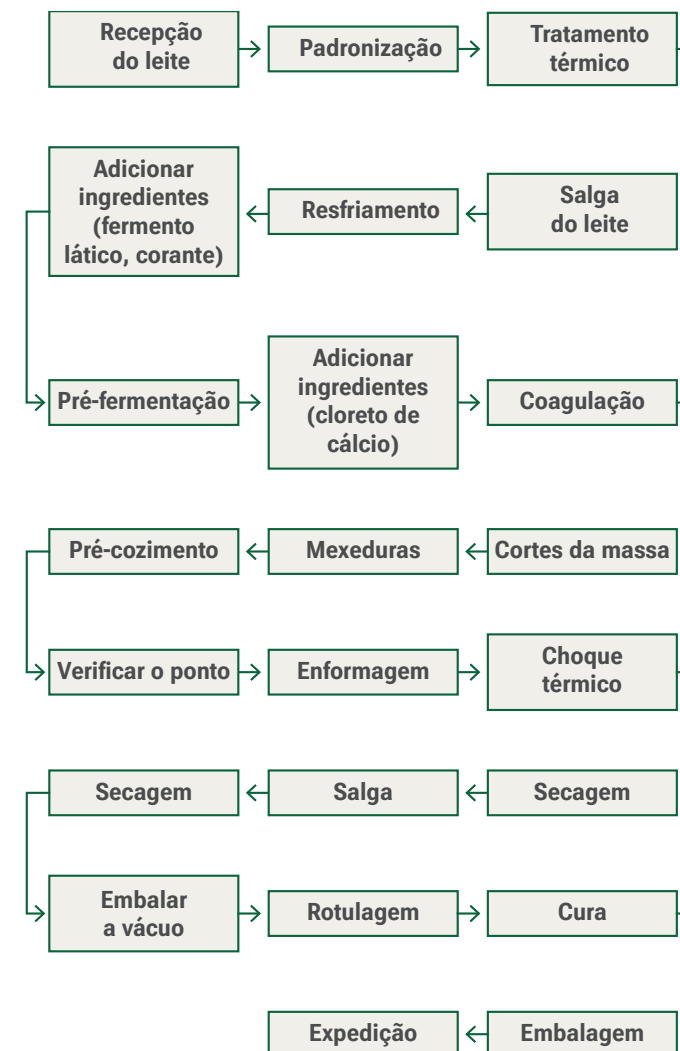 Recepção
do leite
Padronização
Tratamento
térmico
Salga
do leite
Resfriamento
Adicionar
ingredientes
(fermento
lático, corante)
Pré-fermentação
Adicionar
ingredientes
(cloreto de
cálcio)
Coagulação
Cortes da massa
Mexeduras
Pré-cozimento
Verificar o ponto
Enformagem
Choque
térmico
Secagem
Salga
Secagem
Embalar
a vácuo
Rotulagem
Cura
Embalagem
Expedição